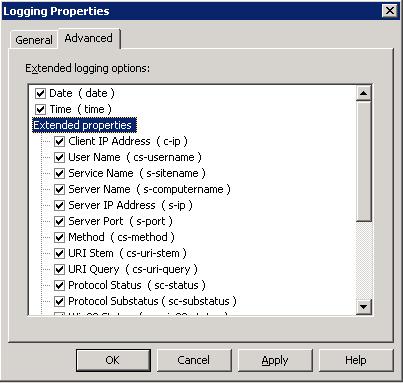 Logging Properties
General Advanced
Extended logging options:
Date ( date )
Time ( time )
Extended properties
Client IP Address ( c-ip )
User Name ( cs-username )
Service Name ( s-sitename )
Server Name ( s-computername )
Server IP Address ( s-ip )
Server Port ( s-port )
Method ( cs-method )
URI Stem ( cs-uri-stem )
URI Query ( cs-uri-query )
Protocol Status ( sc-status )
Protocol Substatus ( sc-substatus )
OK Cancel Apply Help